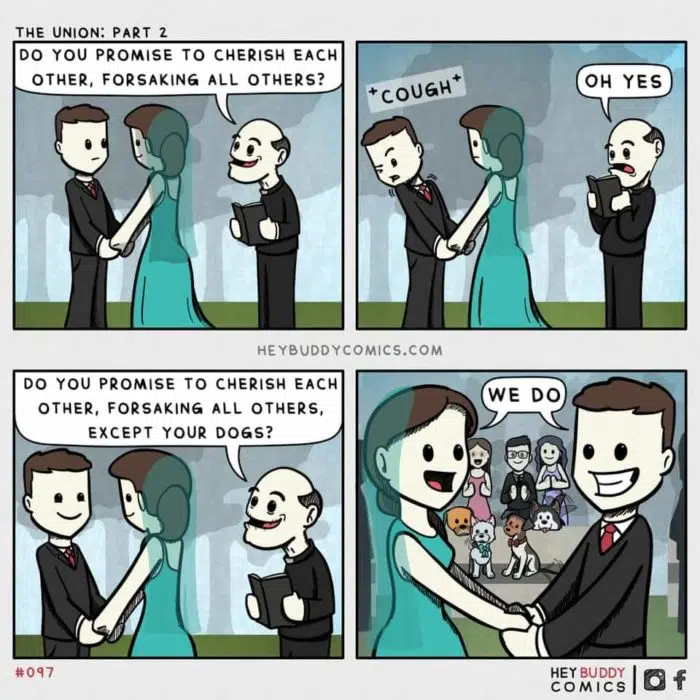 THE UNION: PART 2
DO YOU PROMISE TO CHERISH EACH
OTHER, FORSAKING ALL OTHERS?
*COUGH*
OH YES
HEYBUDDYCOMICS.COM
DO YOU PROMISE TO CHERISH EACH
OTHER, FORSAKING ALL OTHERS,
EXCEPT YOUR DOGS?
WE DO
#097
HEY BUDDY
COMICS